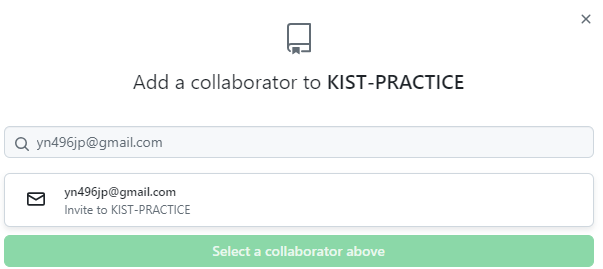 Add a collaborator to KIST-PRACTICE
yn496jp@gmail.com
yn496jp@gmail.com
Invite to KIST-PRACTICE
Select a collaborator above